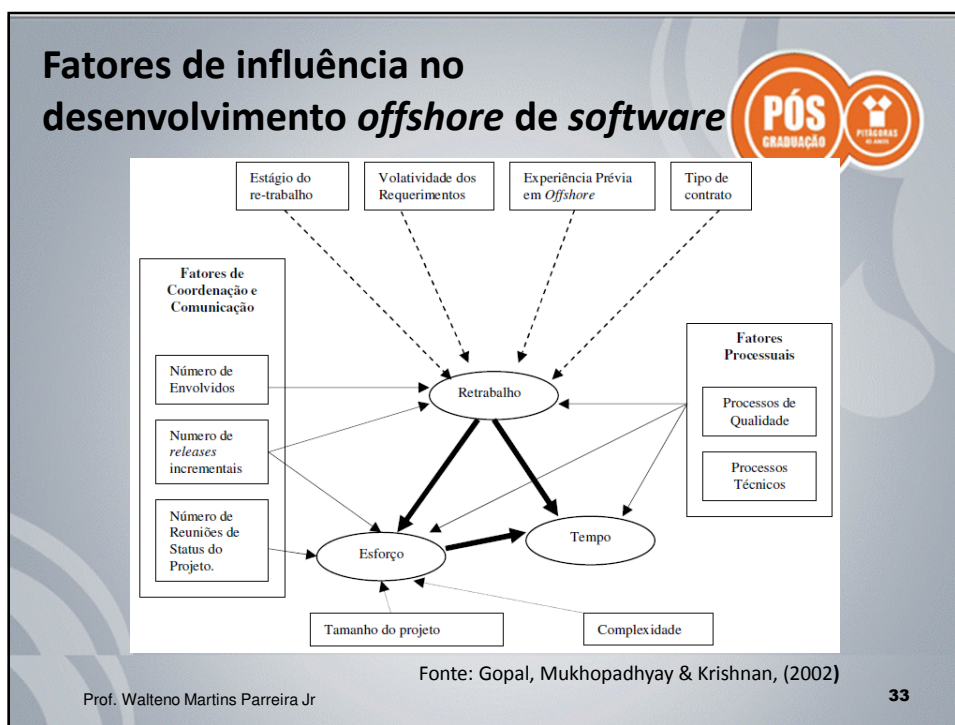 Fatores de influência no
desenvolvimento offshore de software
PÓS
GRADUAÇÃO
PITÁGORAS
45 ANOS
Estágio do
re-trabalho
Volatividade dos
Requerimentos
Experiência Prévia
em Offshore
Tipo de
contrato
Fatores de
Coordenação e
Comunicação
Número de
Envolvidos
Numero de
releases
incrementais
Número de
Reuniões de
Status do
Projeto.
Retrabalho
Esforço
Tempo
Fatores
Processuais
Processos de
Qualidade
Processos
Técnicos
Tamanho do projeto
Complexidade
Fonte: Gopal, Mukhopadhyay & Krishnan, (2002)
Prof. Walteno Martins Parreira Jr
33